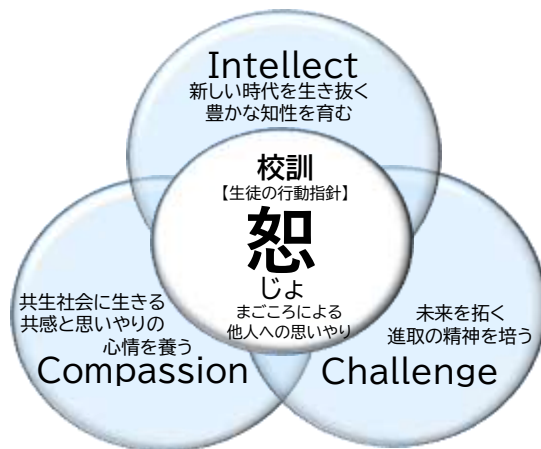 Intellect
新しい時代を生き抜く
豊かな知性を育む
校訓
【生徒の行動指針】
恕
じょ
まごころによる
他人への思いやり
共生社会に生きる
共感と思いやりの
心情を養う
Compassion
未来を拓く
進取の精神を培う
Challenge